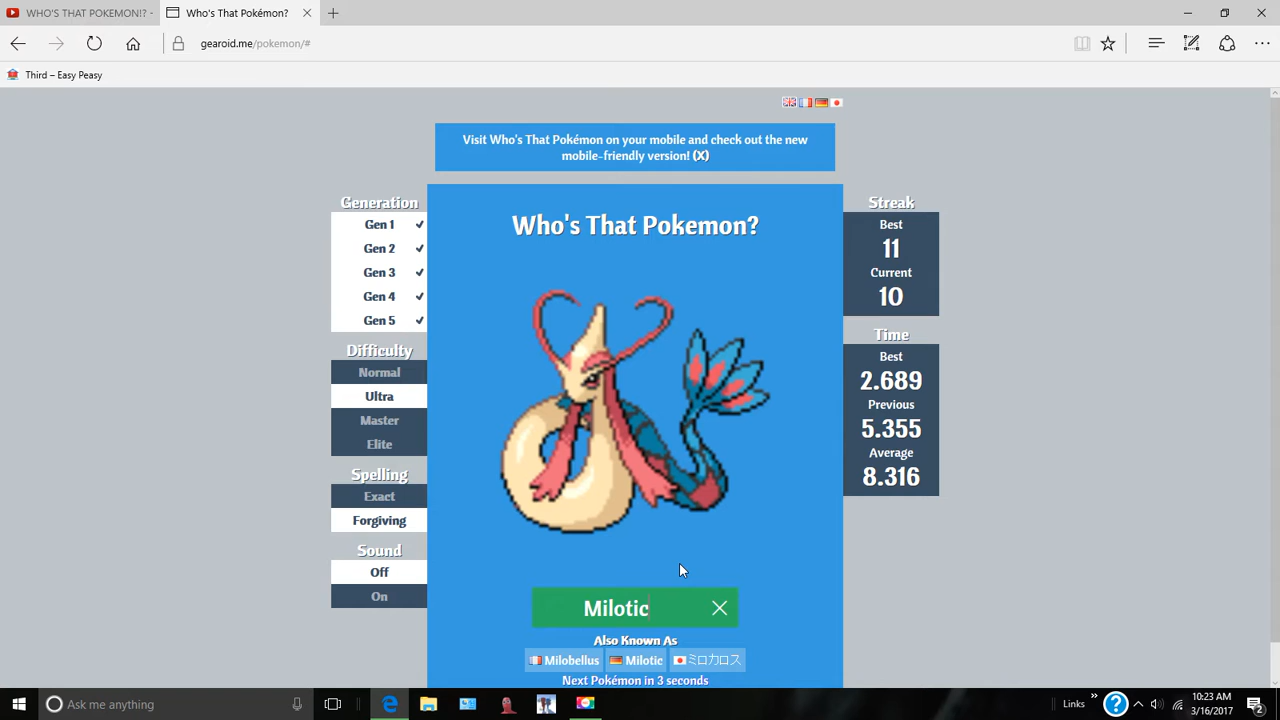 WHO'S THAT POKEMON!? -
Who's That Pokémon?
gearoid.me/pokemon/#
Third – Easy Peasy
Visit Who's That Pokémon on your mobile and check out the new
mobile-friendly version! (X)
Who's That Pokemon?
Generation
Gen 1
Gen 2
Gen 3
Gen 4
Gen 5
Difficulty
Normal
Ultra
Master
Elite
Spelling
Exact
Forgiving
Sound
Off
On
Streak
Best
11
Current
10
Time
Best
2.689
Previous
5.355
Average
8.316
Milotic
Also Known As
Milobellus Milotic ミロカロス
Next Pokémon in 3 seconds
Ask me anything
Links
10:23 AM
3/16/2017